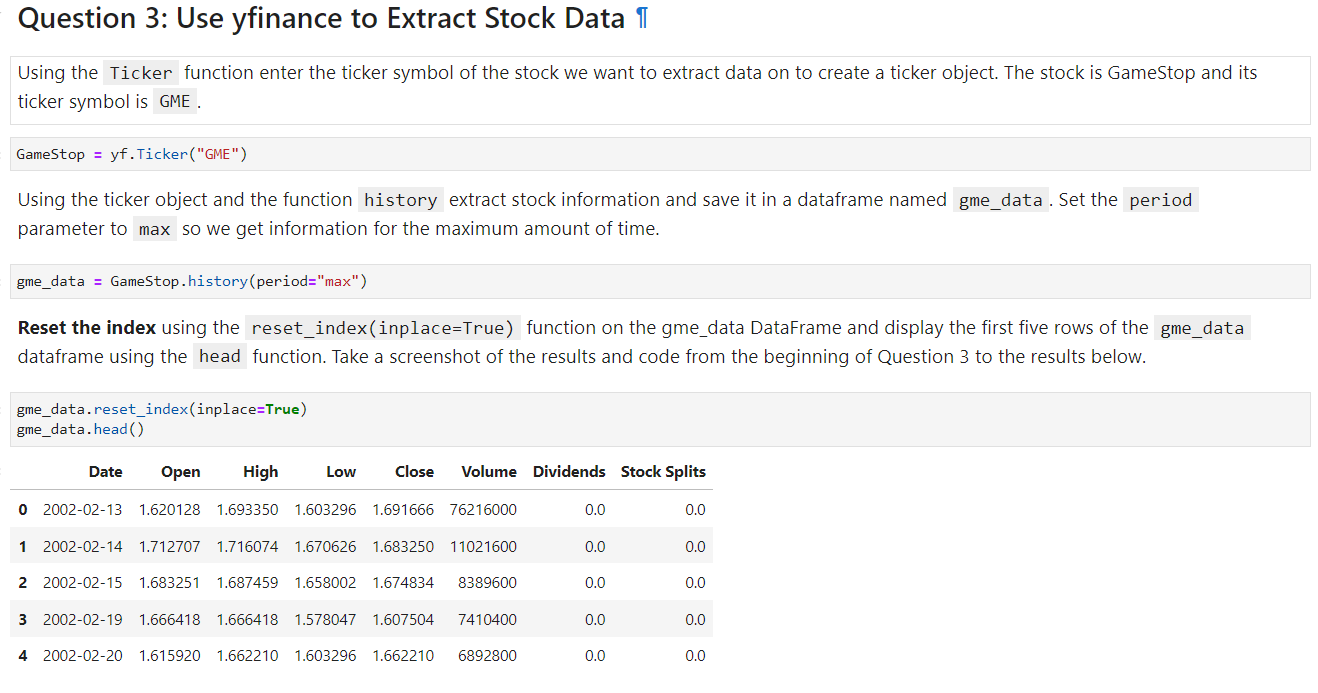 Question 3: Use yfinance to Extract Stock Data ¶
Using the Ticker function enter the ticker symbol of the stock we want to extract data on to create a ticker object. The stock is GameStop and its
ticker symbol is GME .
GameStop = yf.Ticker("GME")
Using the ticker object and the function history extract stock information and save it in a dataframe named gme_data . Set the period
parameter to max so we get information for the maximum amount of time.
gme_data = GameStop.history(period="max")
Reset the index using the reset_index(inplace=True) function on the gme_data DataFrame and display the first five rows of the gme_data
dataframe using the head function. Take a screenshot of the results and code from the beginning of Question 3 to the results below.
gme_data.reset_index(inplace=True)
gme_data.head()
Date Open High Low Close Volume Dividends Stock Splits
0 2002-02-13 1.620128 1.693350 1.603296 1.691666 76216000 0.0 0.0
1 2002-02-14 1.712707 1.716074 1.670626 1.683250 11021600 0.0 0.0
2 2002-02-15 1.683251 1.687459 1.658002 1.674834 8389600 0.0 0.0
3 2002-02-19 1.666418 1.666418 1.578047 1.607504 7410400 0.0 0.0
4 2002-02-20 1.615920 1.662210 1.603296 1.662210 6892800 0.0 0.0